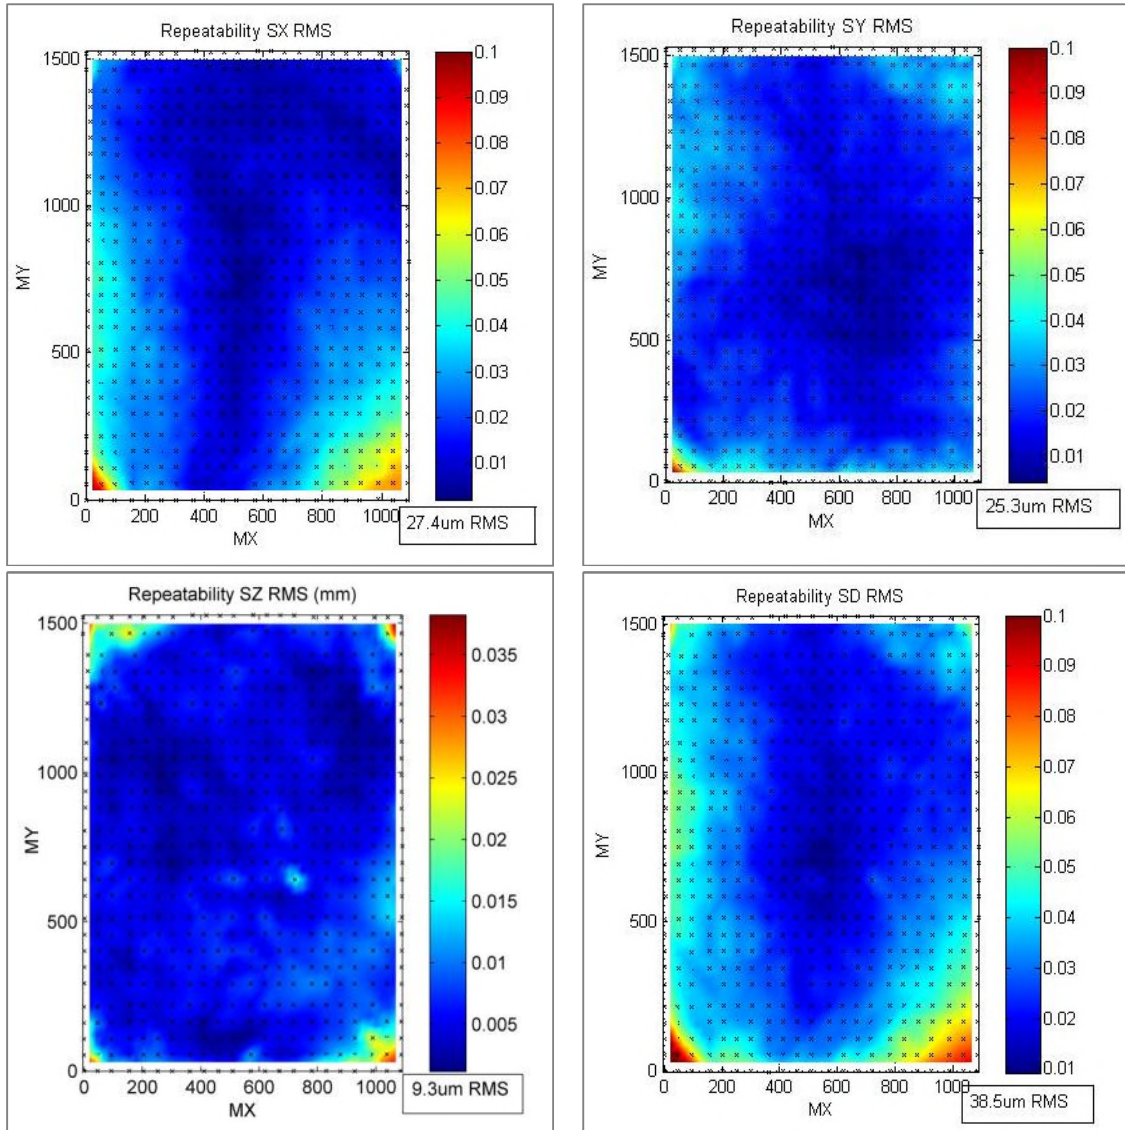 Repeatability SX RMS
1500
1000
500
0
MY
0 200 400 600 800 1000
MX
0.1
0.09
0.08
0.07
0.06
0.05
0.04
0.03
0.02
0.01
27.4um RMS
Repeatability SY RMS
1500
1000
500
0
MY
0 200 400 600 800 1000
MX
0.1
0.09
0.08
0.07
0.06
0.05
0.04
0.03
0.02
0.01
25.3um RMS
Repeatability SZ RMS (mm)
1500
1000
500
0
MY
0 200 400 600 800 1000
MX
0.035
0.03
0.025
0.02
0.015
0.01
0.005
9.3um RMS
Repeatability SD RMS
1500
1000
500
0
MY
0 200 400 600 800 1000
MX
0.1
0.09
0.08
0.07
0.06
0.05
0.04
0.03
0.02
0.01
38.5um RMS